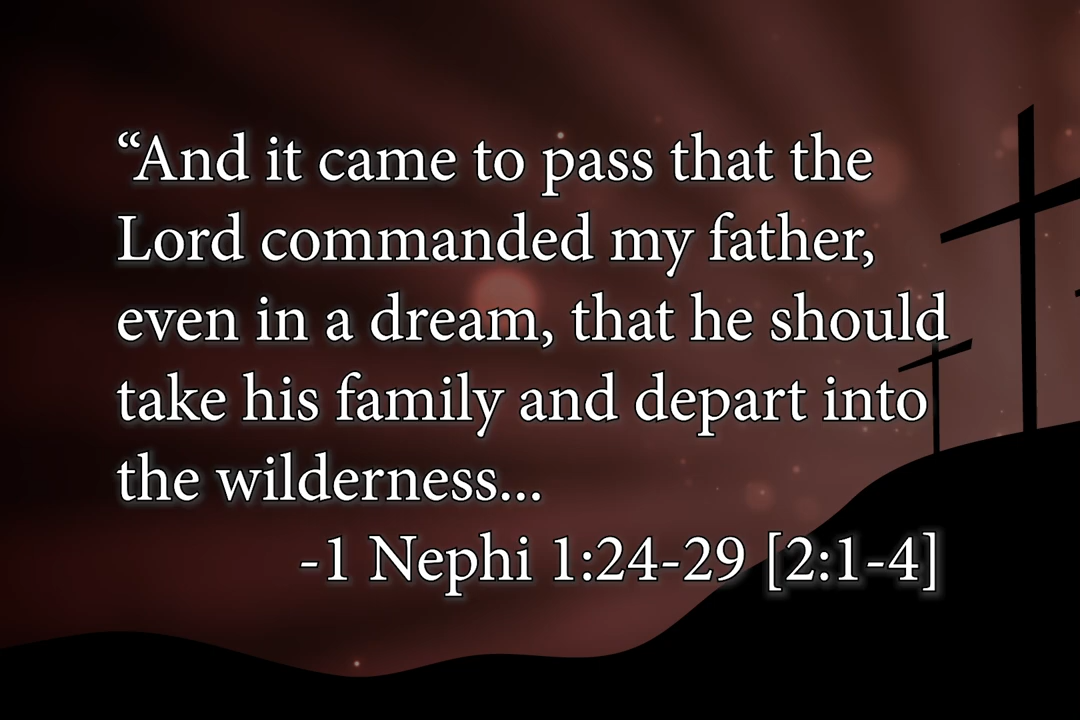 “And it came to pass that the
Lord commanded my father,
even in a dream, that he should
take his family and depart into
the wilderness...
-1 Nephi 1:24-29 [2:1-4]